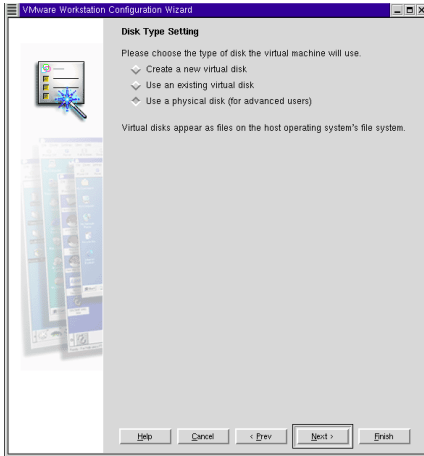 VMware Workstation Configuration Wizard
Disk Type Setting
Please choose the type of disk the virtual machine will use.
Create a new virtual disk
Use an existing virtual disk
Use a physical disk (for advanced users)
Virtual disks appear as files on the host operating system's file system.
Help Cancel < Prev Next > Finish